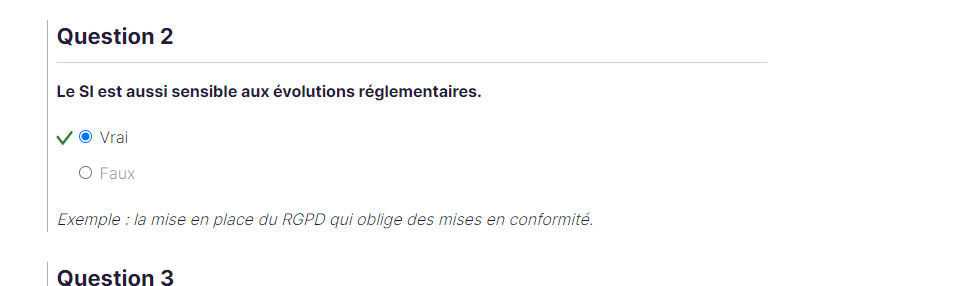 Question 2
Le SI est aussi sensible aux évolutions réglementaires.
Vrai
Faux
Exemple : la mise en place du RGPD qui oblige des mises en conformité.
Question 3